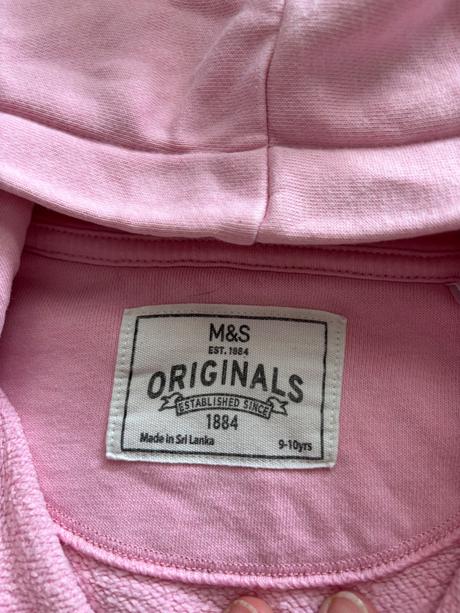 M&S
EST. 1884
ORIGINALS
ESTABLISHED SINCE
1884
Made in Sri Lanka 9-10yrs